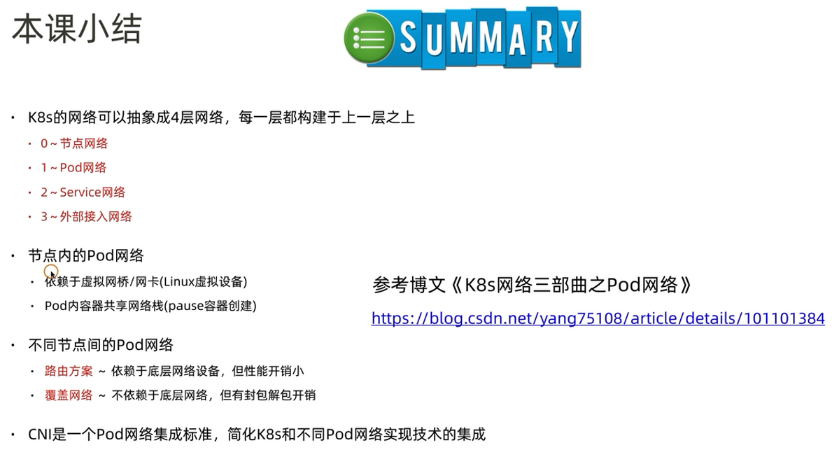 本课小结
SUMMARY
K8s的网络可以抽象成4层网络，每一层都构建于上一层之上
0~节点网络
1~Pod网络
2~Service网络
3~外部接入网络
节点内的Pod网络
依赖于虚拟网桥/网卡(Linux虚拟设备)
Pod内容器共享网络栈(pause容器创建)
不同节点间的Pod网络
路由方案 ~ 依赖于底层网络设备，但性能开销小
覆盖网络 ~ 不依赖于底层网络，但有封包解包开销
CNI是一个Pod网络集成标准，简化K8s和不同Pod网络实现技术的集成
参考博文《K8s网络三部曲之Pod网络》
https://blog.csdn.net/yang75108/article/details/101101384